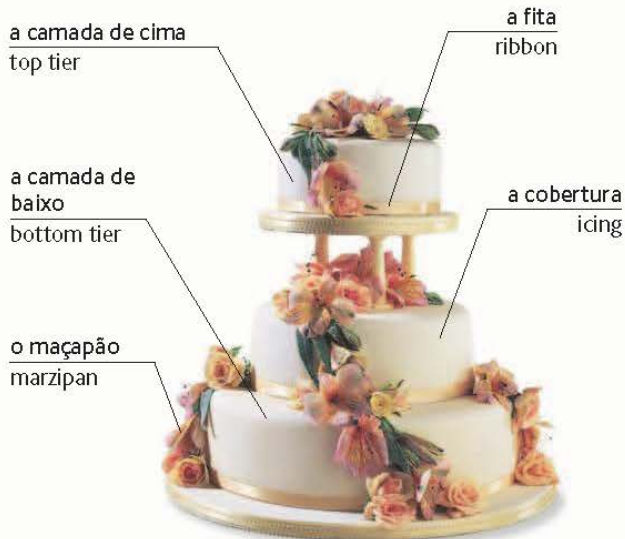 a camada de cima
top tier
a fita
ribbon
a camada de
baixo
bottom tier
a cobertura
icing
o maçapão
marzipan